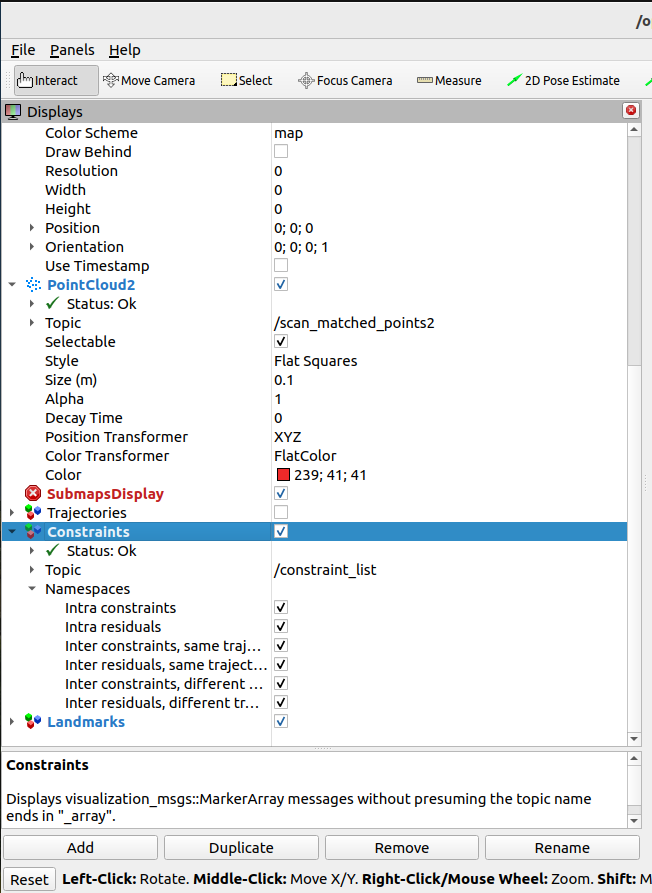 /o
File Panels Help
Interact Move Camera Select Focus Camera Measure 2D Pose Estimate
Displays
Color Scheme map
Draw Behind
Resolution 0
Width 0
Height 0
Position 0; 0; 0
Orientation 0; 0; 0; 1
Use Timestamp
PointCloud2
Status: Ok
Topic /scan_matched_points2
Selectable
Style Flat Squares
Size (m) 0.1
Alpha 1
Decay Time 0
Position Transformer XYZ
Color Transformer FlatColor
Color 239; 41; 41
SubmapsDisplay
Trajectories
Constraints
Status: Ok
Topic /constraint_list
Namespaces
Intra constraints
Intra residuals
Inter constraints, same traj…
Inter residuals, same traject…
Inter constraints, different …
Inter residuals, different tr…
Landmarks
Constraints
Displays visualization_msgs::MarkerArray messages without presuming the topic name
ends in "_array".
Add Duplicate Remove Rename
Reset Left-Click: Rotate. Middle-Click: Move X/Y. Right-Click/Mouse Wheel: Zoom. Shift: M